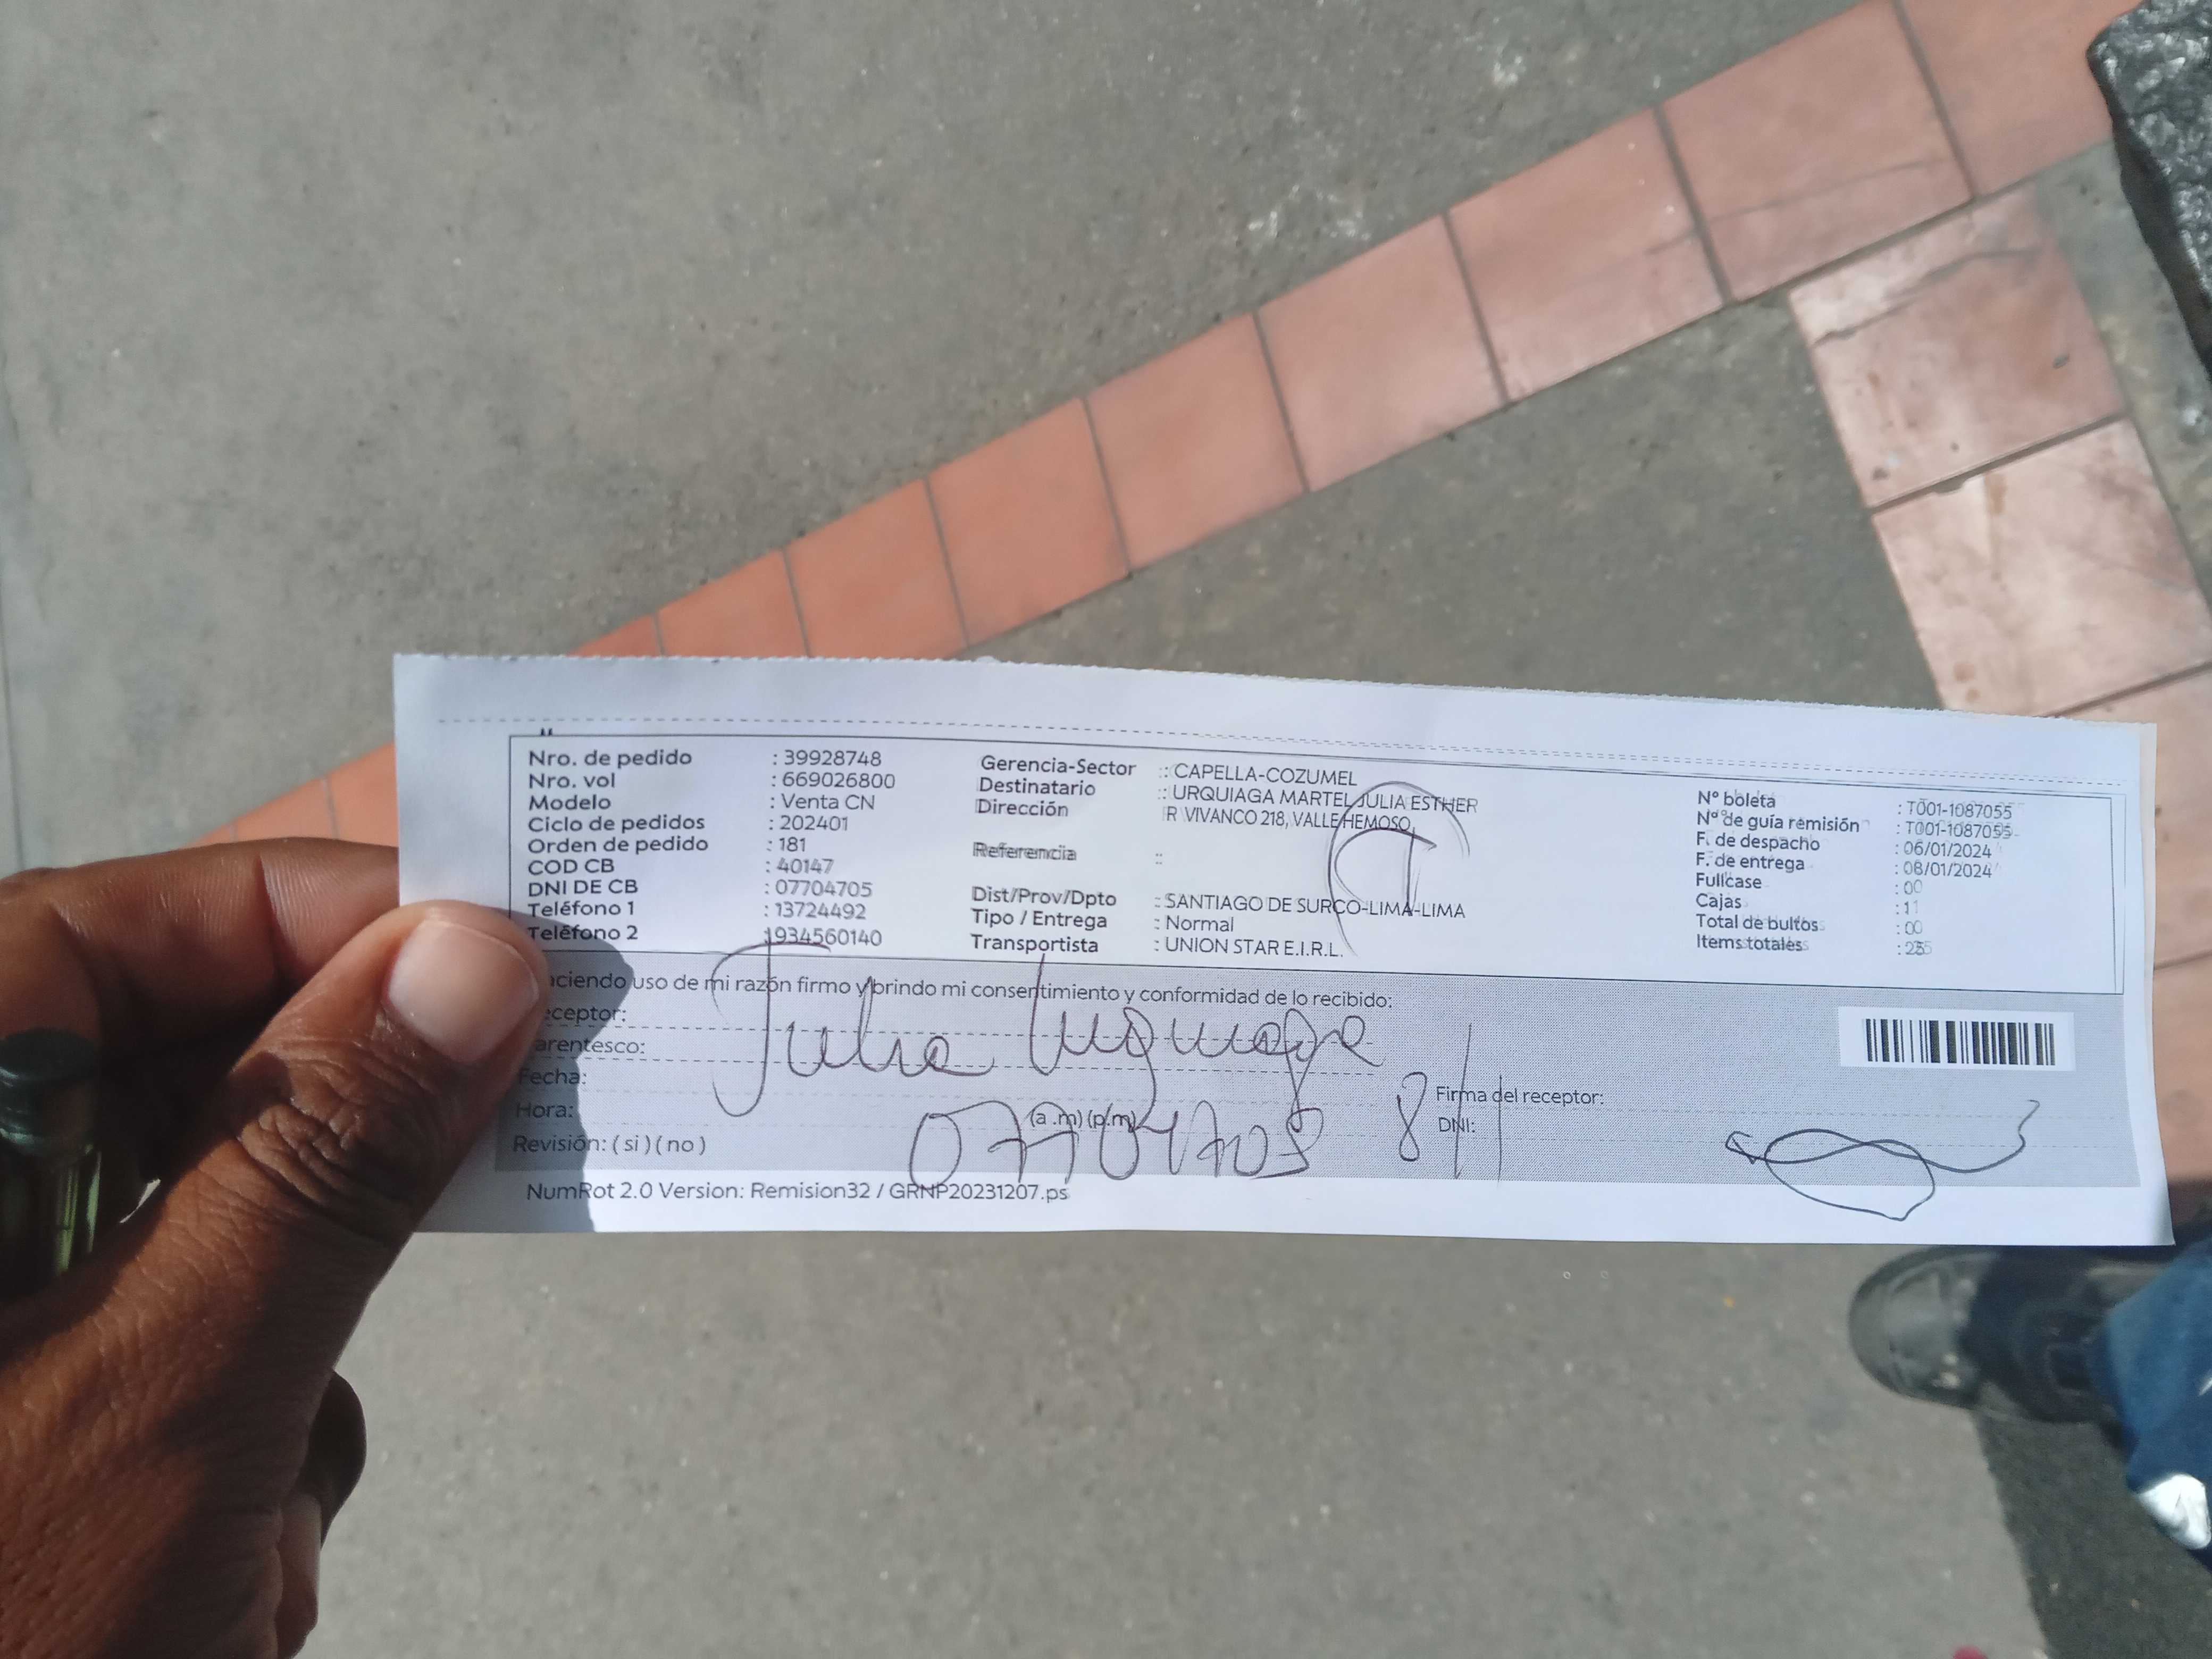 Nro. de pedido : 39928748
Nro. vol : 669026800
Modelo : Venta CN
Ciclo de pedidos : 202401
Orden de pedido : 181
COD CB : 40147
DNI DE CB : 07704705
Teléfono 1 : 13724492
Teléfono 2 1934560140
Gerencia-Sector :: CAPELLA-COZUMEL
Destinatario :: URQUIAGA MARTEL JULIA ESTHER
Dirección R VIVANCO 218, VALLE HEMOSO,
Referencia ::
Dist/Prov/Dpto : SANTIAGO DE SURCO-LIMA-LIMA
Tipo / Entrega : Normal
Transportista : UNION STAR E.I.R.L.
Nº boleta : T001-1087055
Nº de guía remisión : T001-1087055
F. de despacho : 06/01/2024
F. de entrega : 08/01/2024
Fullcase : 00
Cajas
Total de bultos : 00
Items totales
aciendo uso de mi razón firmo y brindo mi consentimiento y conformidad de lo recibido:
eceptor: Julia Urquiaga
arentesco:
Fecha:
Hora: (a .m) (p.m)
0770470
Firma del receptor:
DNI:
Revisión: ( si ) ( no )
NumRot 2.0 Version: Remision32 / GRNP20231207.ps